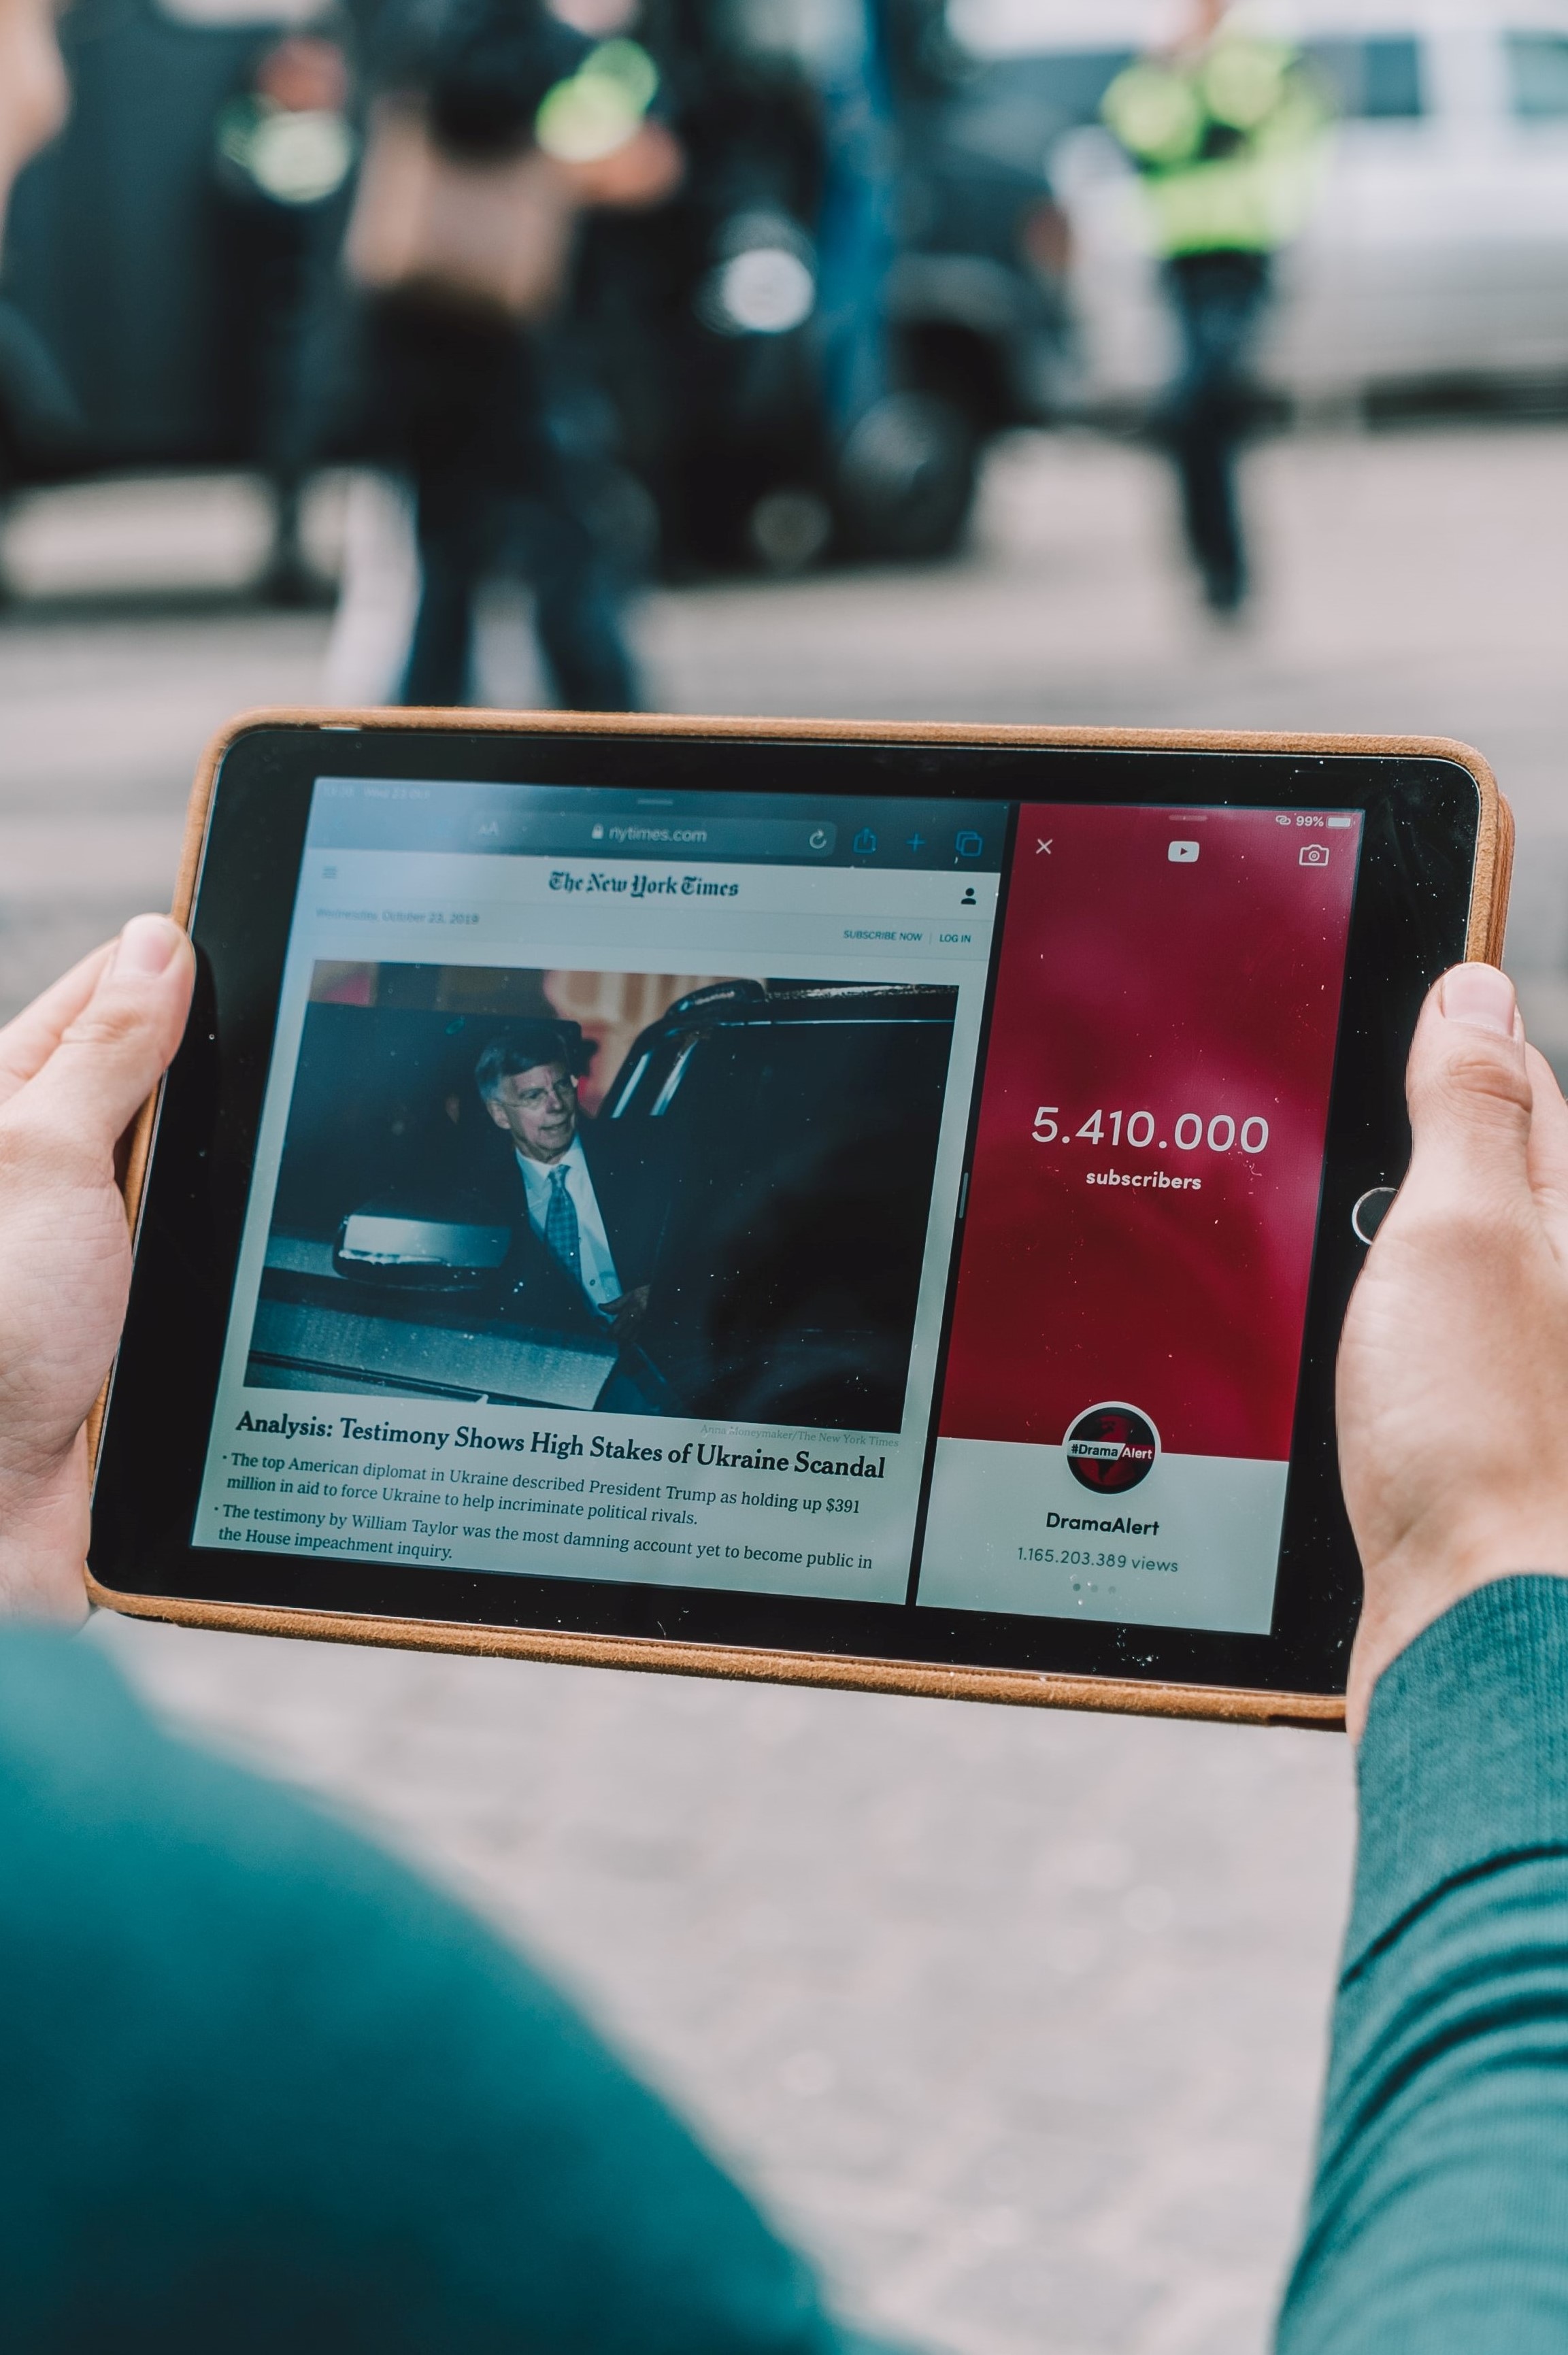 Wed 23 Oct
AA
nytimes.com
The New York Times
Wednesday, October 23, 2019
SUBSCRIBE NOW | LOG IN
Anna Moneymaker/The New York Times
Analysis: Testimony Shows High Stakes of Ukraine Scandal
· The top American diplomat in Ukraine described President Trump as holding up $391
million in aid to force Ukraine to help incriminate political rivals.
· The testimony by William Taylor was the most damning account yet to become public in
the House impeachment inquiry.
99%
5.410.000
subscribers
#DramaAlert
DramaAlert
1.165.203.389 views